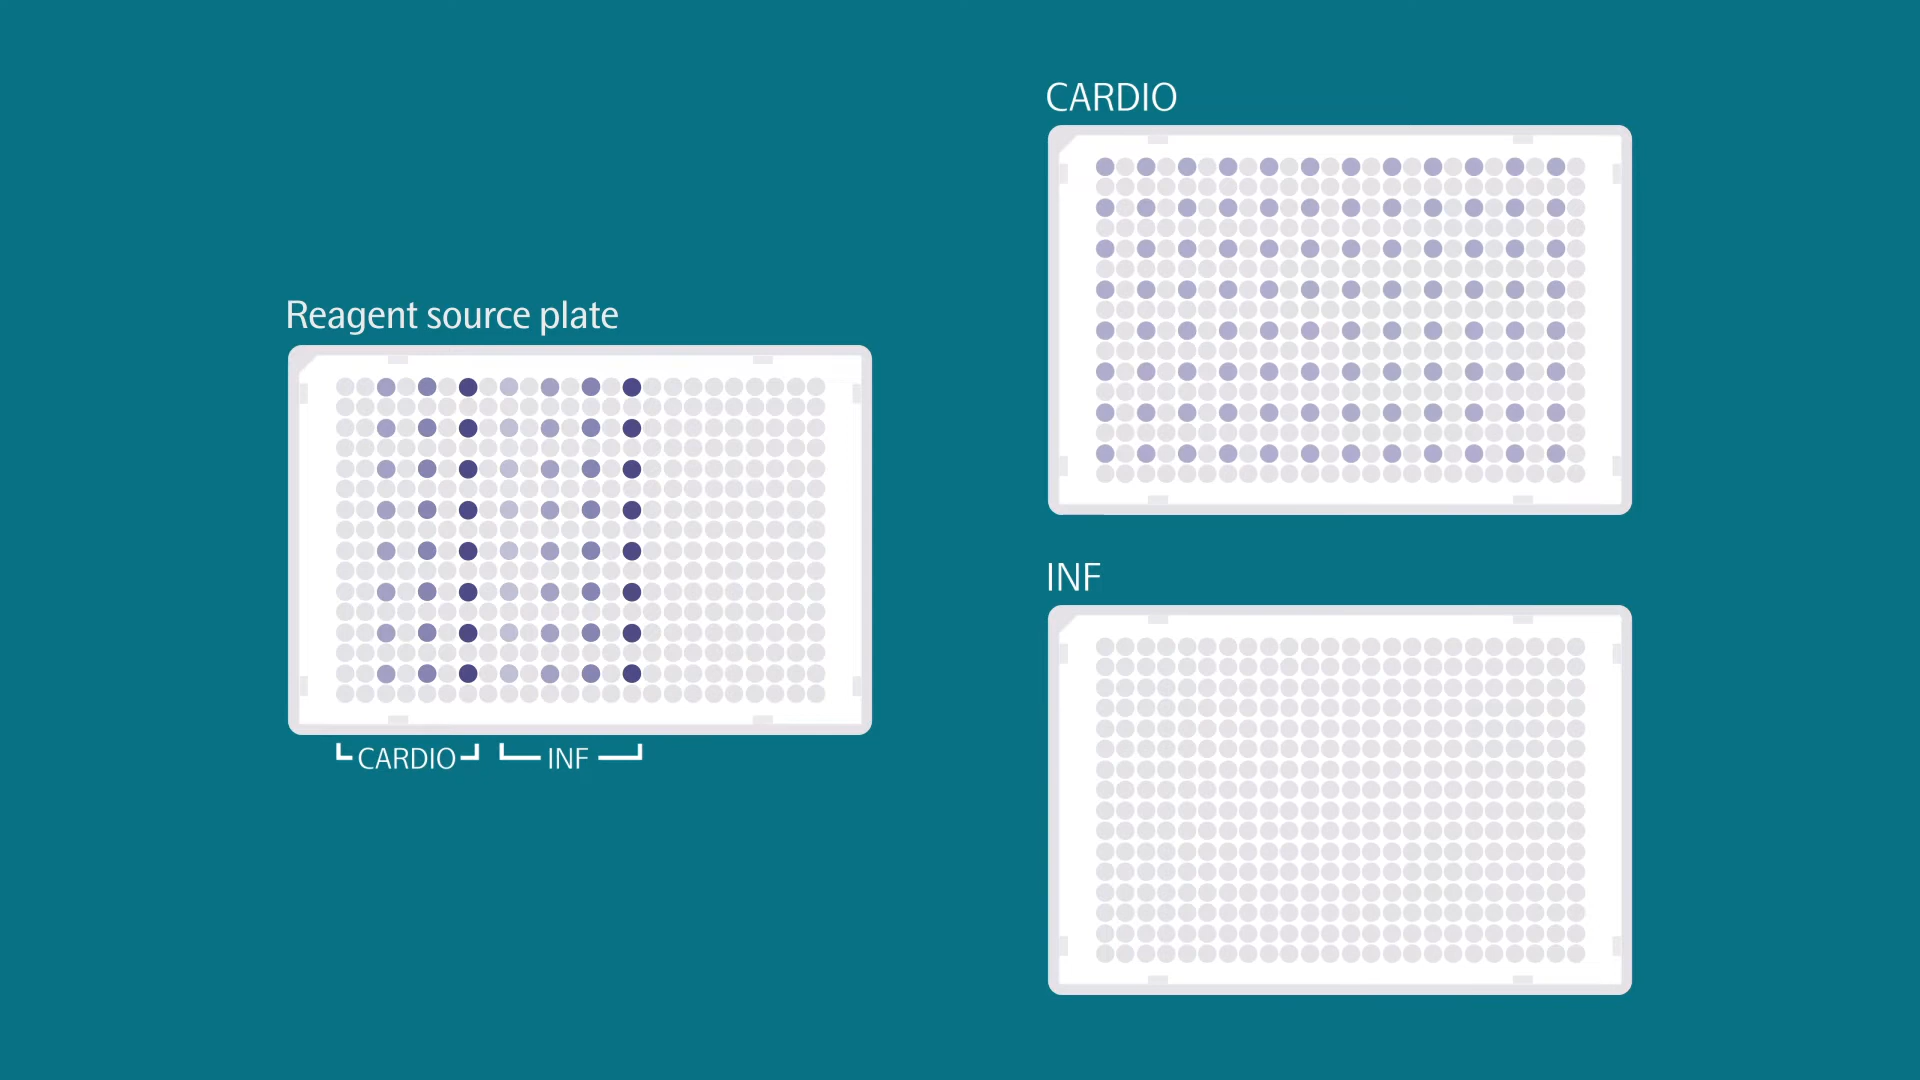 Reagent source plate
CARDIO
INF
CARDIO
INF